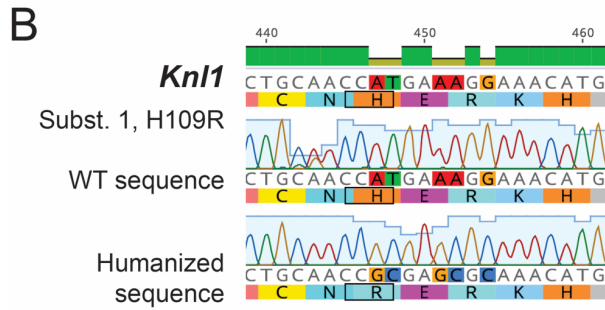 B
440 450 460
Knl1 CTGCAACCATGAAAGGAAACATG
C N H E R K H
Subst. 1, H109R
WT sequence CTGCAACCATGAAAGGAAACATG
C N H E R K H
Humanized
sequence CTGCAACCGCGAGCGCAAACATG
C N R E R K H